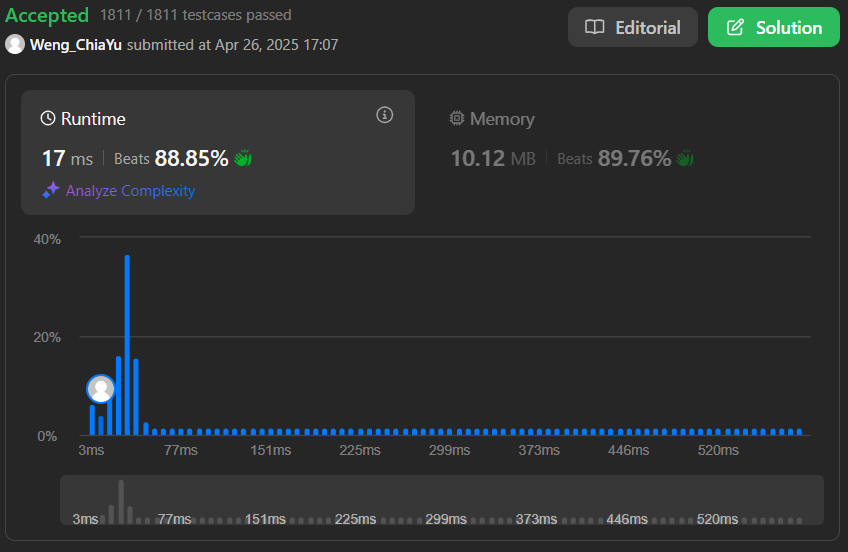 Accepted 1811 / 1811 testcases passed
Editorial
Solution
Weng_ChiaYu submitted at Apr 26, 2025 17:07
Runtime
17 ms Beats 88.85%
Analyze Complexity
Memory
10.12 MB Beats 89.76%
40%
20%
0%
3ms 77ms 151ms 225ms 299ms 373ms 446ms 520ms
3ms 77ms 151ms 225ms 299ms 373ms 446ms 520ms